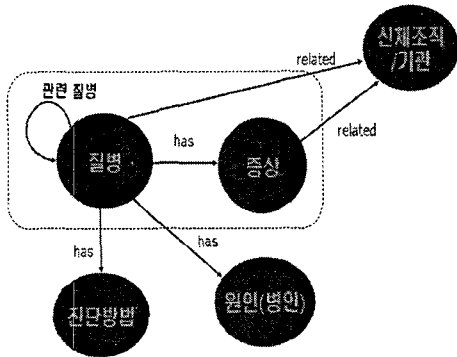 신체조직
/기관
related
관련 질병
has
related
질병
증상
has
has
진단방법
원인(병인)